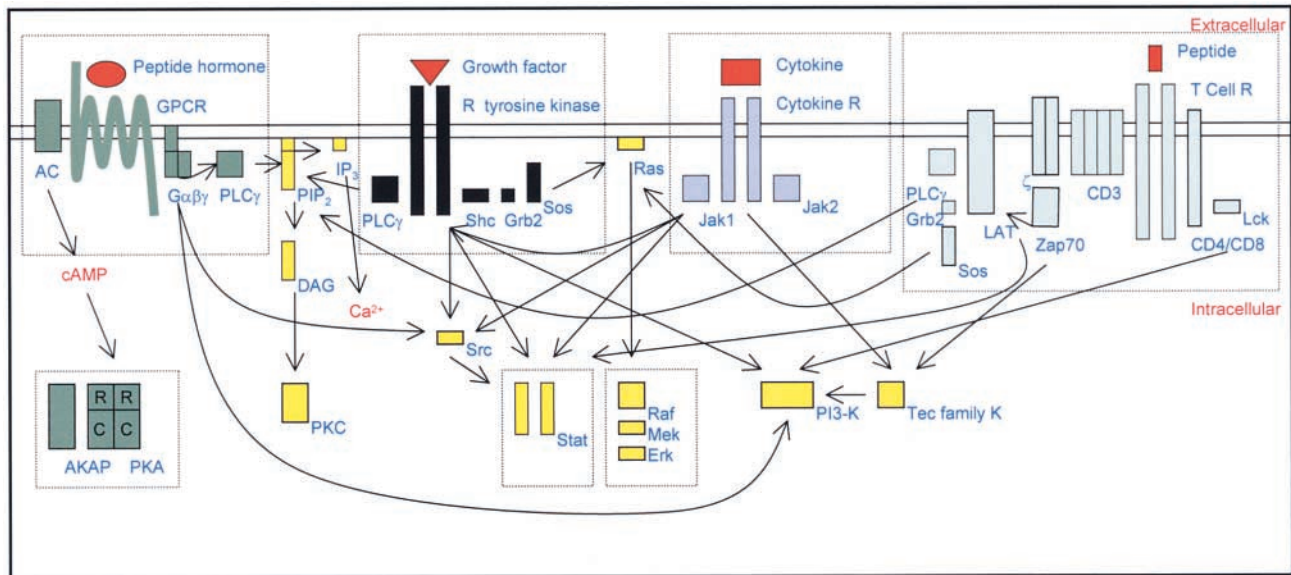 Extracellular
Peptide hormone
Growth factor
Cytokine
Peptide
GPCR
R tyrosine kinase
Cytokine R
T Cell R
AC
Gαβγ
PLCγ
PIP2
IP3
PLCγ
Shc
Grb2
Sos
Ras
Jak1
Jak2
PLCγ
Grb2
Sos
LAT
ζ
Zap70
CD3
CD4/CD8
Lck
cAMP
DAG
Ca2+
Intracellular
Src
R R
C C
AKAP
PKA
PKC
Stat
Raf
Mek
Erk
PI3-K
Tec family K